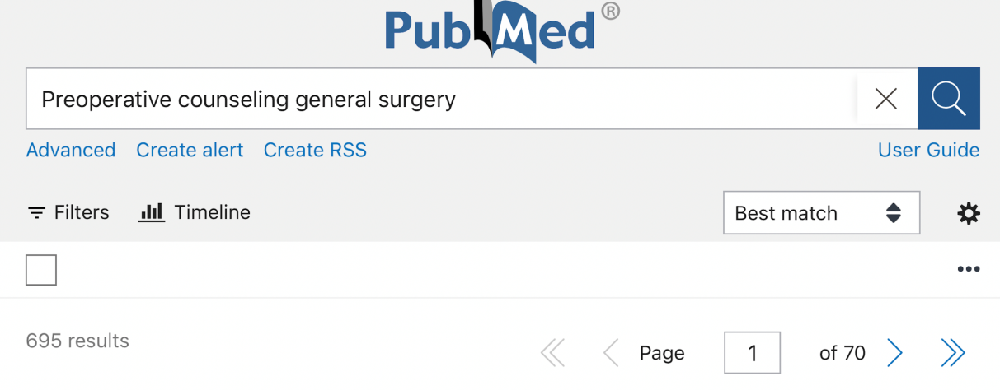 PubMed®
Preoperative counseling general surgery
Advanced Create alert Create RSS User Guide
Filters Timeline Best match
695 results Page 1 of 70